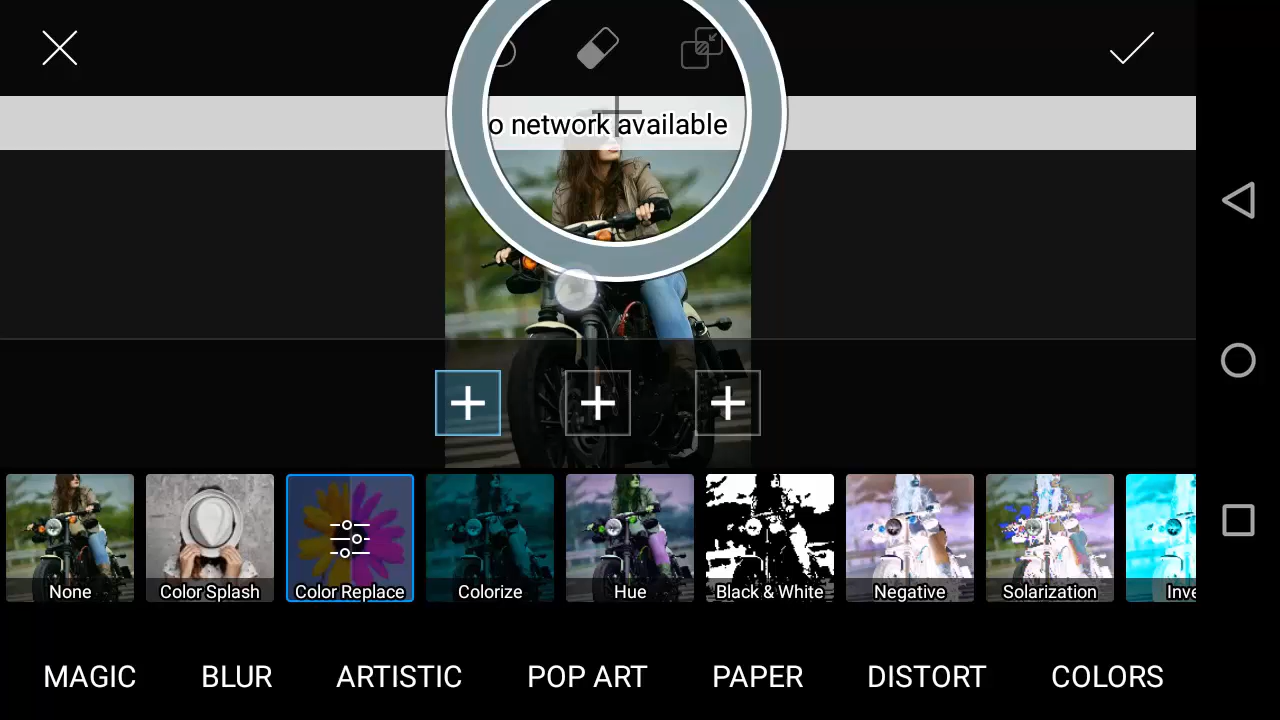 o network available
None
Color Splash
Color Replace
Colorize
Hue
Black & White
Negative
Solarization
Inve
MAGIC
BLUR
ARTISTIC
POP ART
PAPER
DISTORT
COLORS